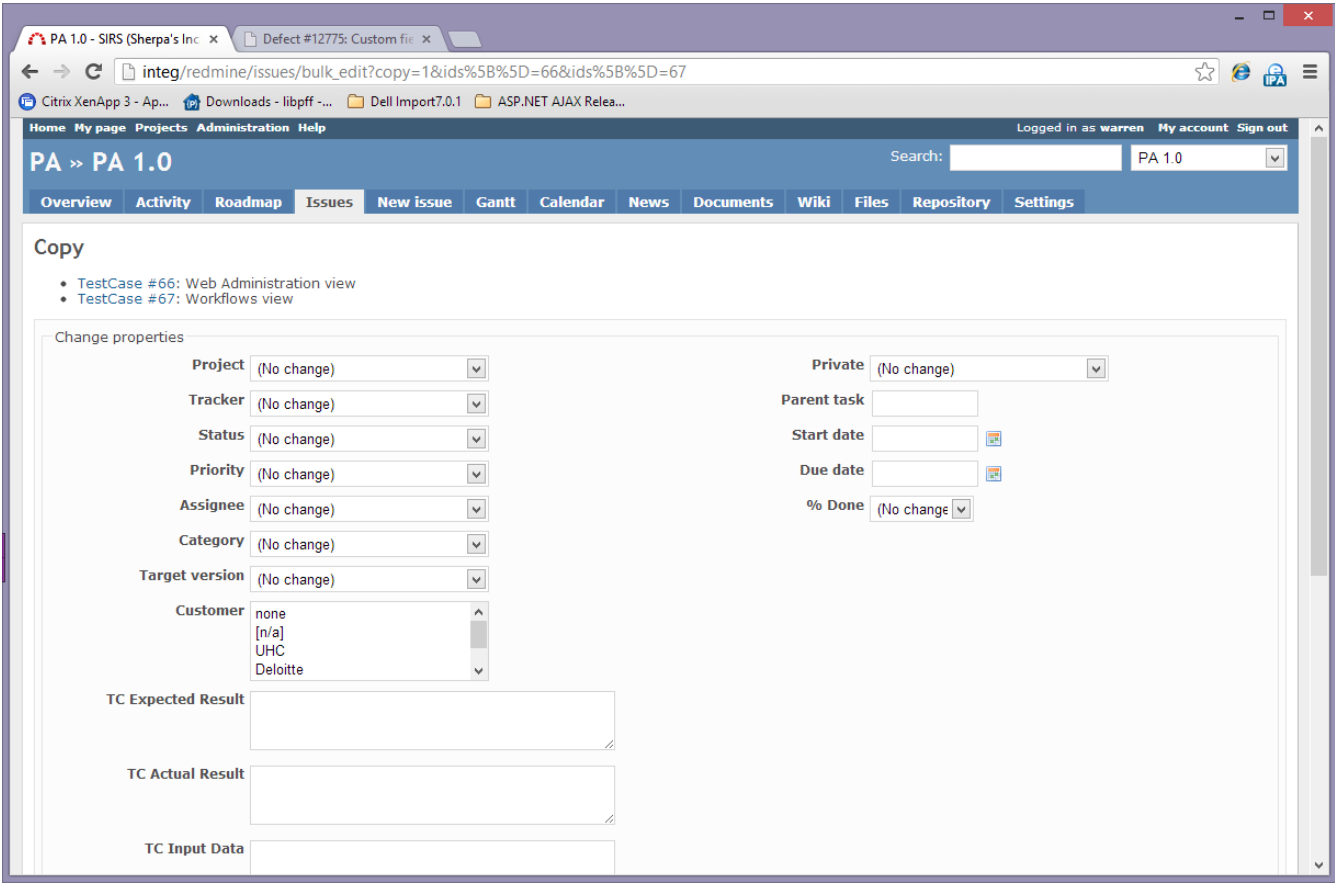 PA 1.0 - SIRS (Sherpa's Inc
Defect #12775: Custom fie
integ/redmine/issues/bulk_edit?copy=1&ids%5B%5D=66&ids%5B%5D=67
IPA
Citrix XenApp 3 - Ap... Downloads - libpff -... Dell Import7.0.1 ASP.NET AJAX Relea...
Home My page Projects Administration Help Logged in as warren My account Sign out
PA » PA 1.0 Search: PA 1.0
Overview Activity Roadmap Issues New issue Gantt Calendar News Documents Wiki Files Repository Settings
Copy
• TestCase #66: Web Administration view
• TestCase #67: Workflows view
Change properties
Project (No change) Private (No change)
Tracker (No change) Parent task
Status (No change) Start date
Priority (No change) Due date
Assignee (No change) % Done (No change
Category (No change)
Target version (No change)
Customer none
[n/a]
UHC
Deloitte
TC Expected Result
TC Actual Result
TC Input Data